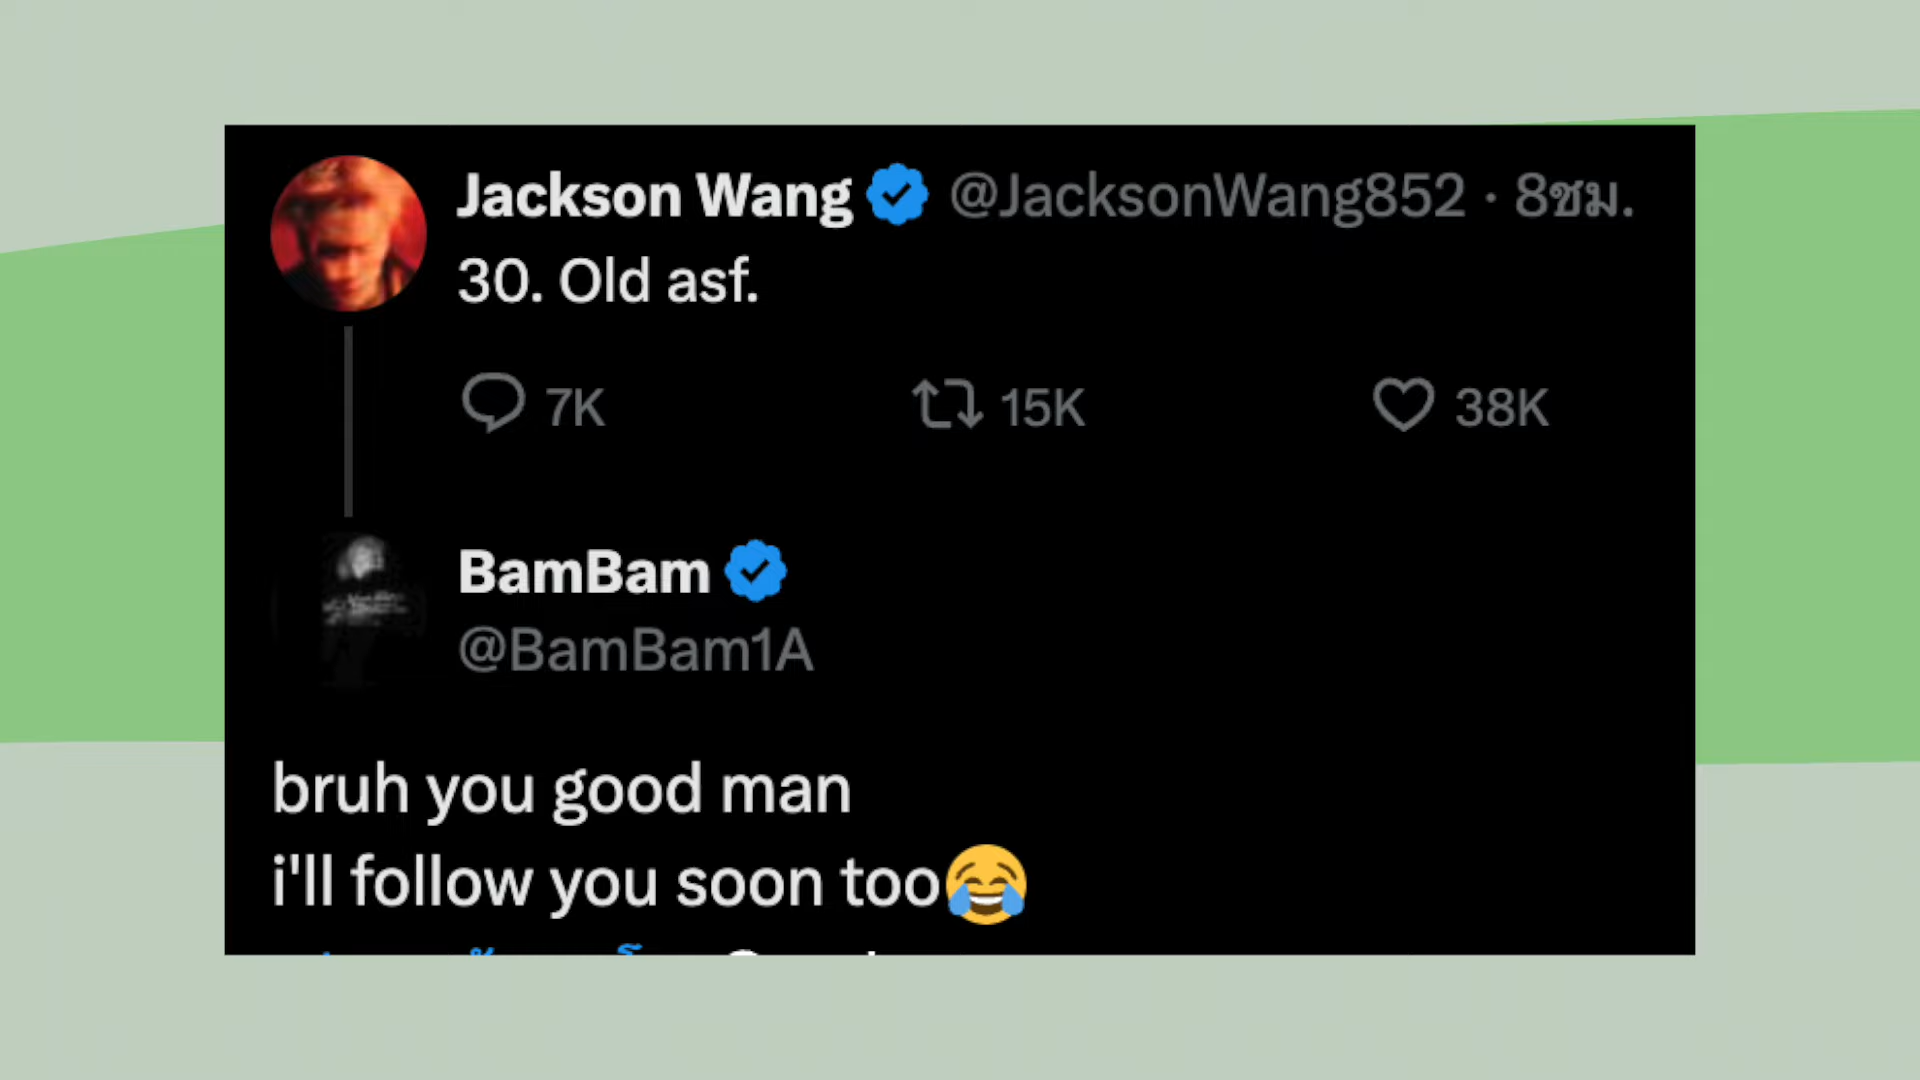 Jackson Wang @JacksonWang852 · 8ชม.
30. Old asf.
7K 15K 38K
BamBam
@BamBam1A
bruh you good man
i'll follow you soon too😂